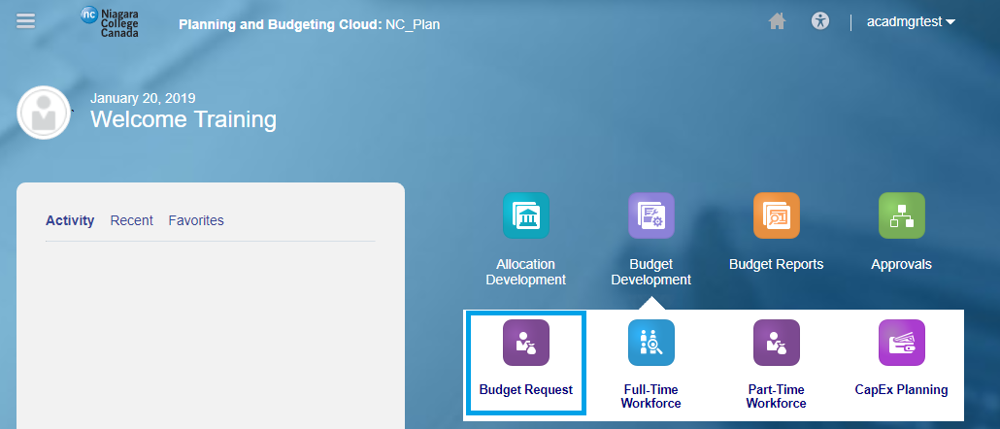 nc Niagara
College
Canada
Planning and Budgeting Cloud: NC_Plan
acadmgrtest
January 20, 2019
Welcome Training
Activity Recent Favorites
Allocation
Development
Budget
Development
Budget Reports
Approvals
Budget Request
Full-Time
Workforce
Part-Time
Workforce
CapEx Planning